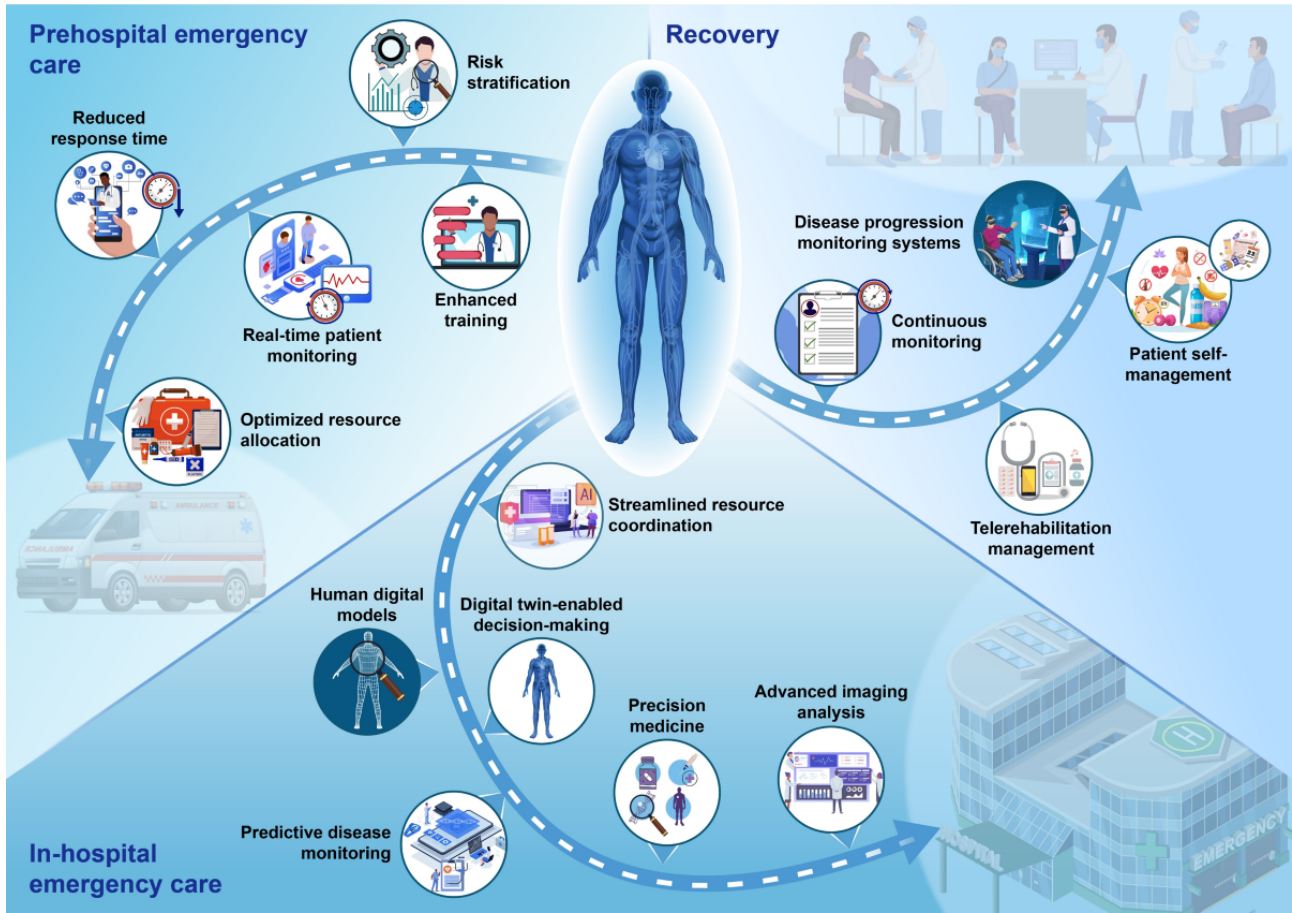 Prehospital emergency
care
Risk
stratification
Reduced
response time
Real-time patient
monitoring
Enhanced
training
Optimized resource
allocation
AMBULANCE
Recovery
Disease progression
monitoring systems
Continuous
monitoring
Patient self-
management
Telerehabilitation
management
Streamlined resource
coordination
AI
Human digital
models
Digital twin-enabled
decision-making
Precision
medicine
Advanced imaging
analysis
Predictive disease
monitoring
In-hospital
emergency care
H
HOSPITAL
EMERGENCY